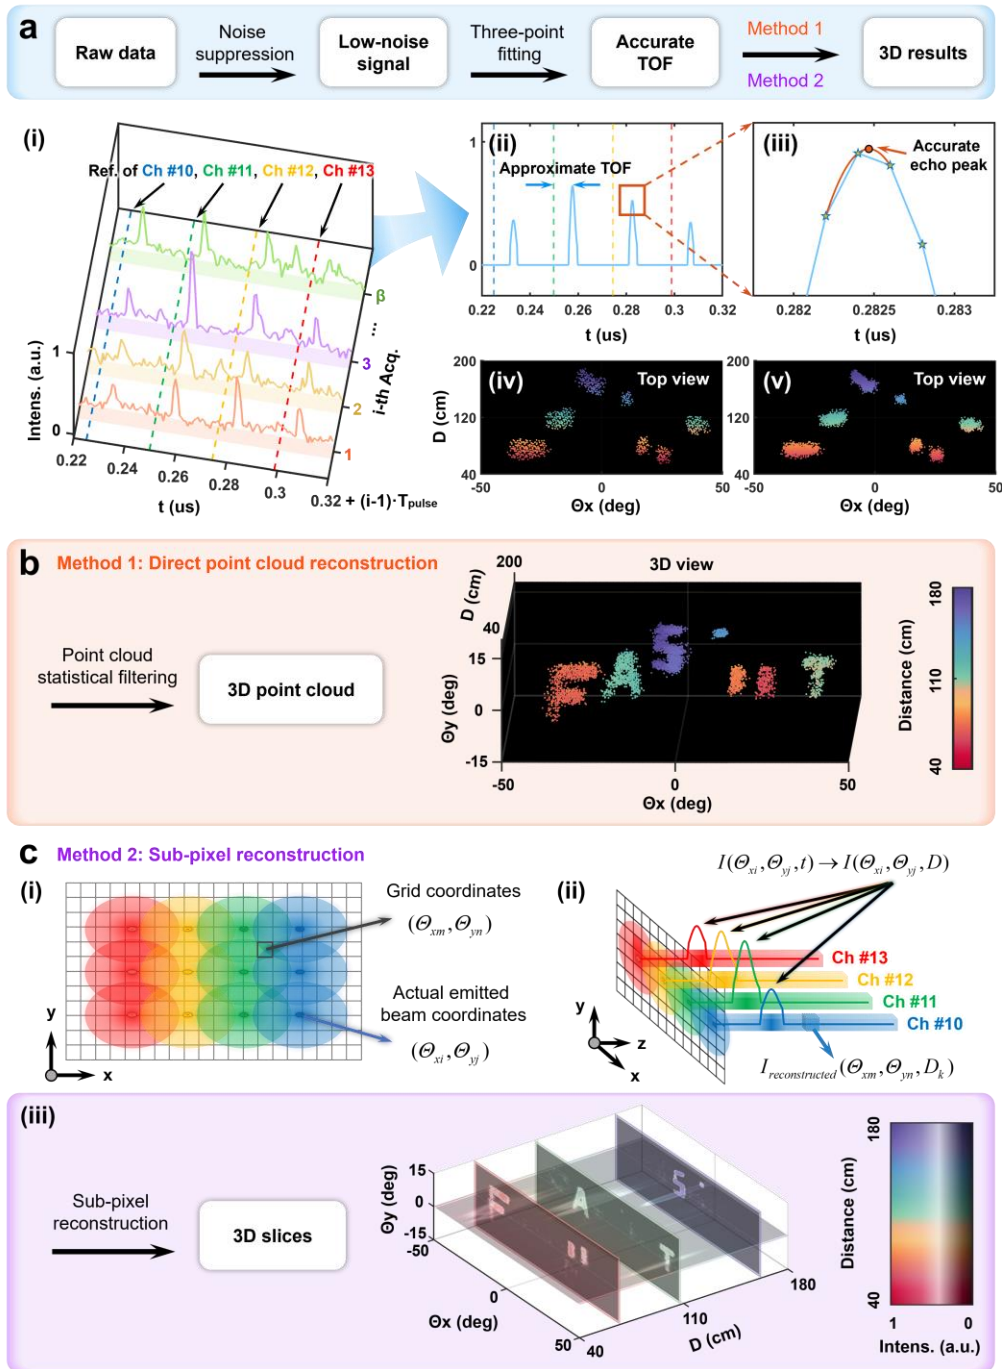 a
Raw data
Noise
suppression
Low-noise
signal
Three-point
fitting
Accurate
TOF
Method 1
Method 2
3D results
(i)
Ref. of Ch #10, Ch #11, Ch #12, Ch #13
β
...
3
2
1
i-th Acq.
Intens. (a.u.)
1
0
0.22
0.24
0.26
0.28
0.3
0.32 + (i-1)·Tpulse
t (us)
(ii)
Approximate TOF
1
0
0.22 0.24 0.26 0.28 0.30 0.32
t (us)
(iii)
Accurate
echo peak
0.282 0.2825 0.283
t (us)
(iv)
Top view
200
120
40
D (cm)
-50 0 50
Θx (deg)
(v)
Top view
200
120
40
-50 0 50
Θx (deg)
b
Method 1: Direct point cloud reconstruction
Point cloud
statistical filtering
3D point cloud
3D view
200
D (cm)
40
15
0
-15
Θy (deg)
-50 0 50
Θx (deg)
F A S T
Distance (cm)
180
110
40
c
Method 2: Sub-pixel reconstruction
(i)
Grid coordinates
(Θxm, Θyn)
Actual emitted
beam coordinates
(Θxi, Θyj)
y
x
(ii)
I(Θxi, Θyj, t) → I(Θxi, Θyj, D)
Ch #13
Ch #12
Ch #11
Ch #10
y
z
x
Ireconstructed (Θxm, Θyn, Dk)
(iii)
Sub-pixel
reconstruction
3D slices
15
0
-15
Θy (deg)
-50
0
50
Θx (deg)
40
110
180
D (cm)
F A S T
Distance (cm)
180
40
1 0
Intens. (a.u.)